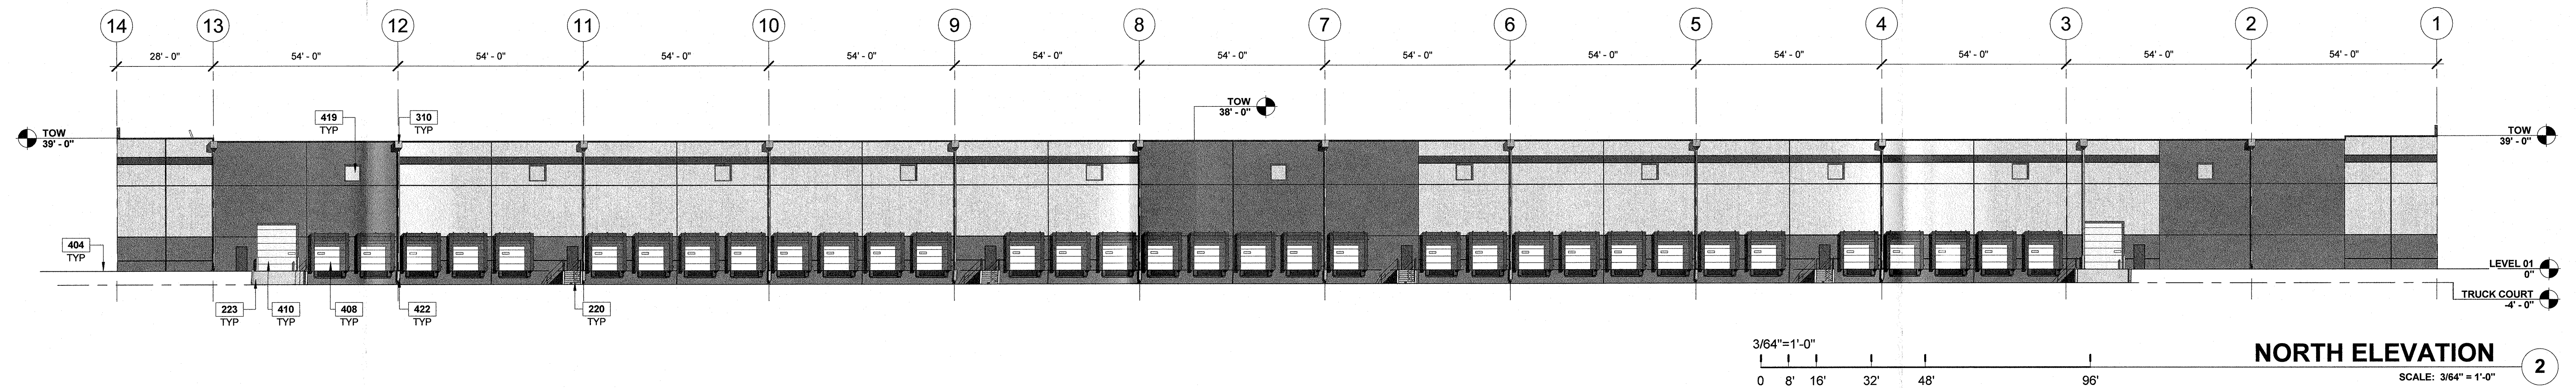 14 13 12 11 10 9 8 7 6 5 4 3 2 1
28' - 0" 54' - 0" 54' - 0" 54' - 0" 54' - 0" 54' - 0" 54' - 0" 54' - 0" 54' - 0" 54' - 0" 54' - 0" 54' - 0" 54' - 0"
TOW
38' - 0"
419
TYP
310
TYP
TOW
39' - 0"
TOW
39' - 0"
404
TYP
LEVEL 01
0"
TRUCK COURT
-4' - 0"
223
TYP
410
TYP
408
TYP
422
TYP
220
TYP
3/64"=1'-0"
0 8' 16' 32' 48' 96'
NORTH ELEVATION
2
SCALE: 3/64" = 1'-0"